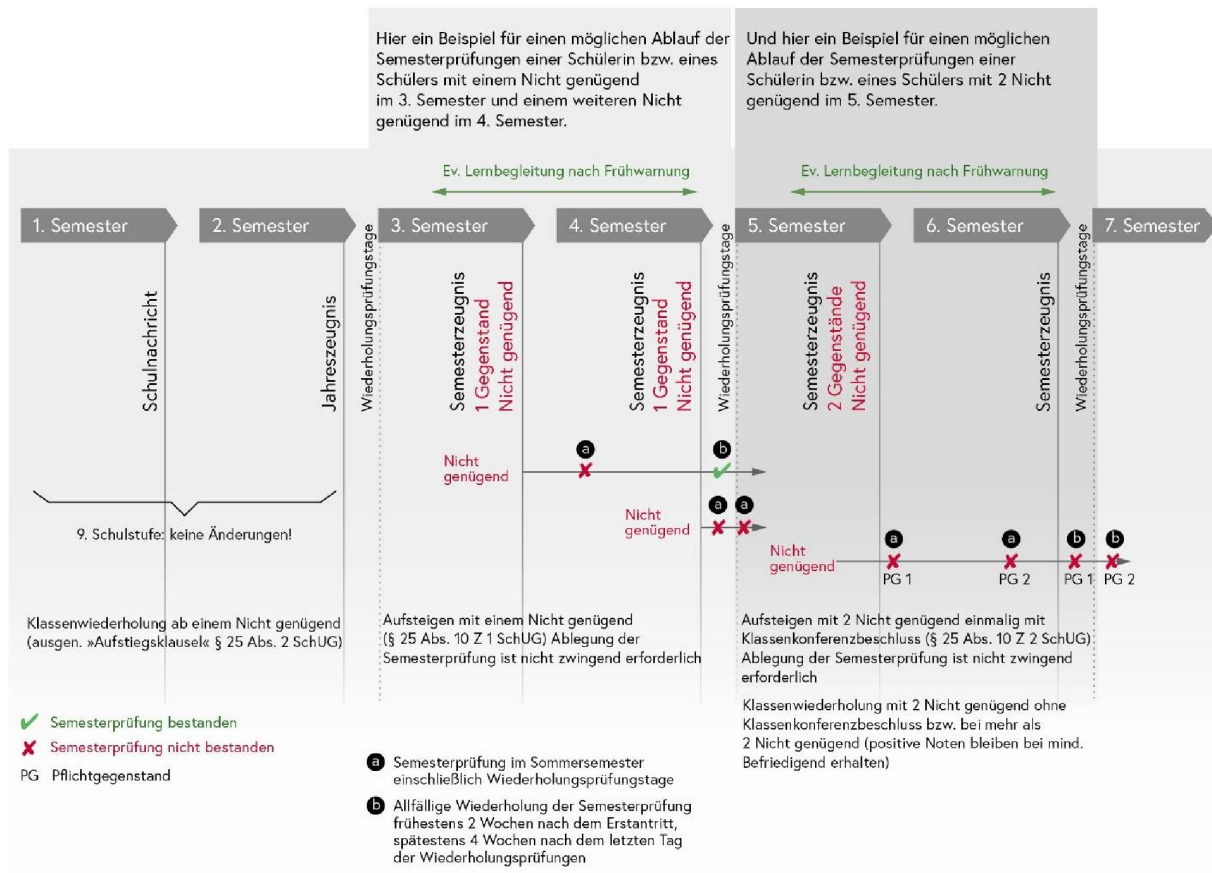 Hier ein Beispiel für einen möglichen Ablauf der
Semesterprüfungen einer Schülerin bzw. eines
Schülers mit einem Nicht genügend
im 3. Semester und einem weiteren Nicht
genügend im 4. Semester.
Und hier ein Beispiel für einen möglichen
Ablauf der Semesterprüfungen einer
Schülerin bzw. eines Schülers mit 2 Nicht
genügend im 5. Semester.
Ev. Lernbegleitung nach Frühwarnung
Ev. Lernbegleitung nach Frühwarnung
1. Semester
2. Semester
3. Semester
4. Semester
5. Semester
6. Semester
7. Semester
Schulnachricht
Jahreszeugnis
Wiederholungsprüfungstage
Semesterzeugnis
1 Gegenstand
Nicht genügend
Semesterzeugnis
1 Gegenstand
Nicht genügend
Wiederholungsprüfungstage
Semesterzeugnis
2 Gegenstände
Nicht genügend
Semesterzeugnis
Wiederholungsprüfungstage
a
b
Nicht
genügend
a
a
Nicht
genügend
a
a
b
b
Nicht
genügend
PG 1
PG 2
PG 1
PG 2
9. Schulstufe: keine Änderungen!
Klassenwiederholung ab einem Nicht genügend
(ausgen. »Aufstiegsklausel« § 25 Abs. 2 SchUG)
Aufsteigen mit einem Nicht genügend
(§ 25 Abs. 10 Z 1 SchUG) Ablegung der
Semesterprüfung ist nicht zwingend erforderlich
Aufsteigen mit 2 Nicht genügend einmalig mit
Klassenkonferenzbeschluss (§ 25 Abs. 10 Z 2 SchUG)
Ablegung der Semesterprüfung ist nicht zwingend
erforderlich
Klassenwiederholung mit 2 Nicht genügend ohne
Klassenkonferenzbeschluss bzw. bei mehr als
2 Nicht genügend (positive Noten bleiben bei mind.
Befriedigend erhalten)
Semesterprüfung bestanden
Semesterprüfung nicht bestanden
PG Pflichtgegenstand
a Semesterprüfung im Sommersemester
einschließlich Wiederholungsprüfungstage
b Allfällige Wiederholung der Semesterprüfung
frühestens 2 Wochen nach dem Erstantritt,
spätestens 4 Wochen nach dem letzten Tag
der Wiederholungsprüfungen